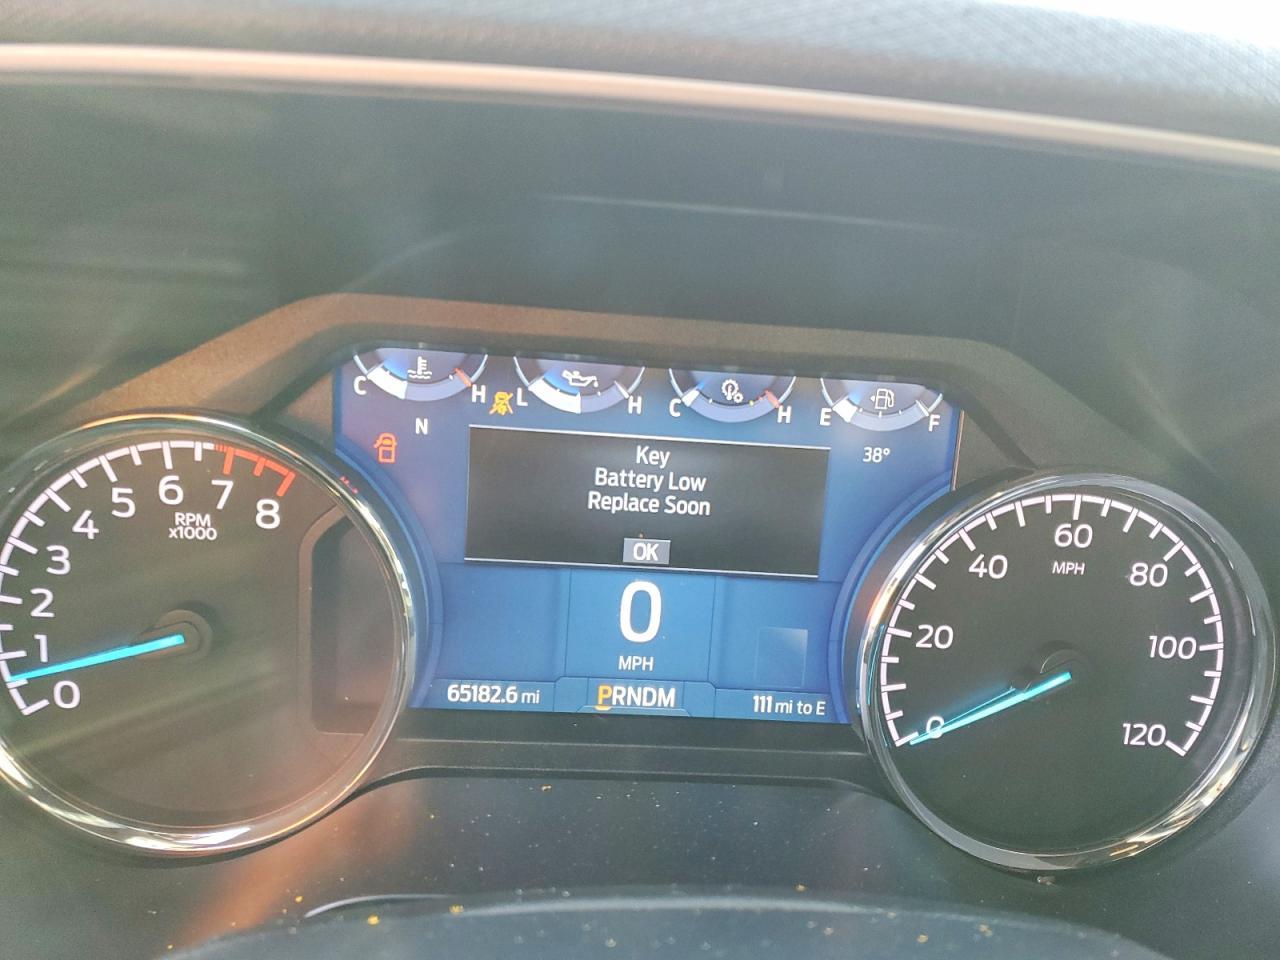 C H L H C H E F
N
38°
Key
Battery Low
Replace Soon
OK
0 1 2 3 4 5 6 7 8
RPM
x1000
0
MPH
65182.6 mi
PRNDM
111 mi to E
0 20 40 60 80 100 120
MPH